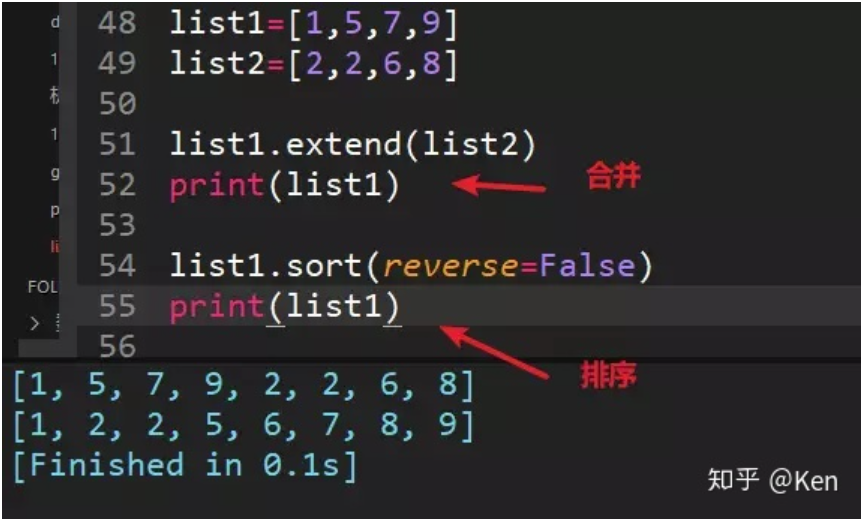 48 list1=[1,5,7,9]
49 list2=[2,2,6,8]
50
51 list1.extend(list2)
52 print(list1)
合并
53
54 list1.sort(reverse=False)
55 print(list1)
56
排序
[1, 5, 7, 9, 2, 2, 6, 8]
[1, 2, 2, 5, 6, 7, 8, 9]
[Finished in 0.1s]
知乎 @Ken
d
1
1
g
p
li
FOL